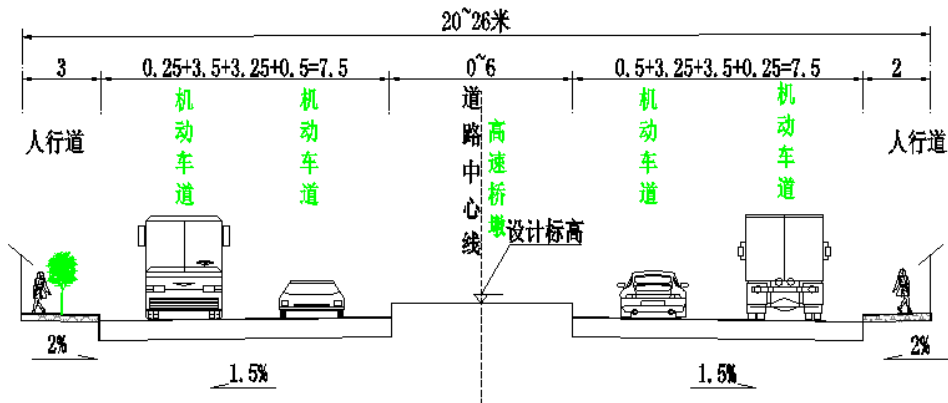 20~26米
3
0.25+3.5+3.25+0.5=7.5
0~6
0.5+3.25+3.5+0.25=7.5
2
人行道
机动车道
机动车道
道路中心线
高速桥墩
机动车道
机动车道
人行道
设计标高
2%
1.5%
1.5%
2%